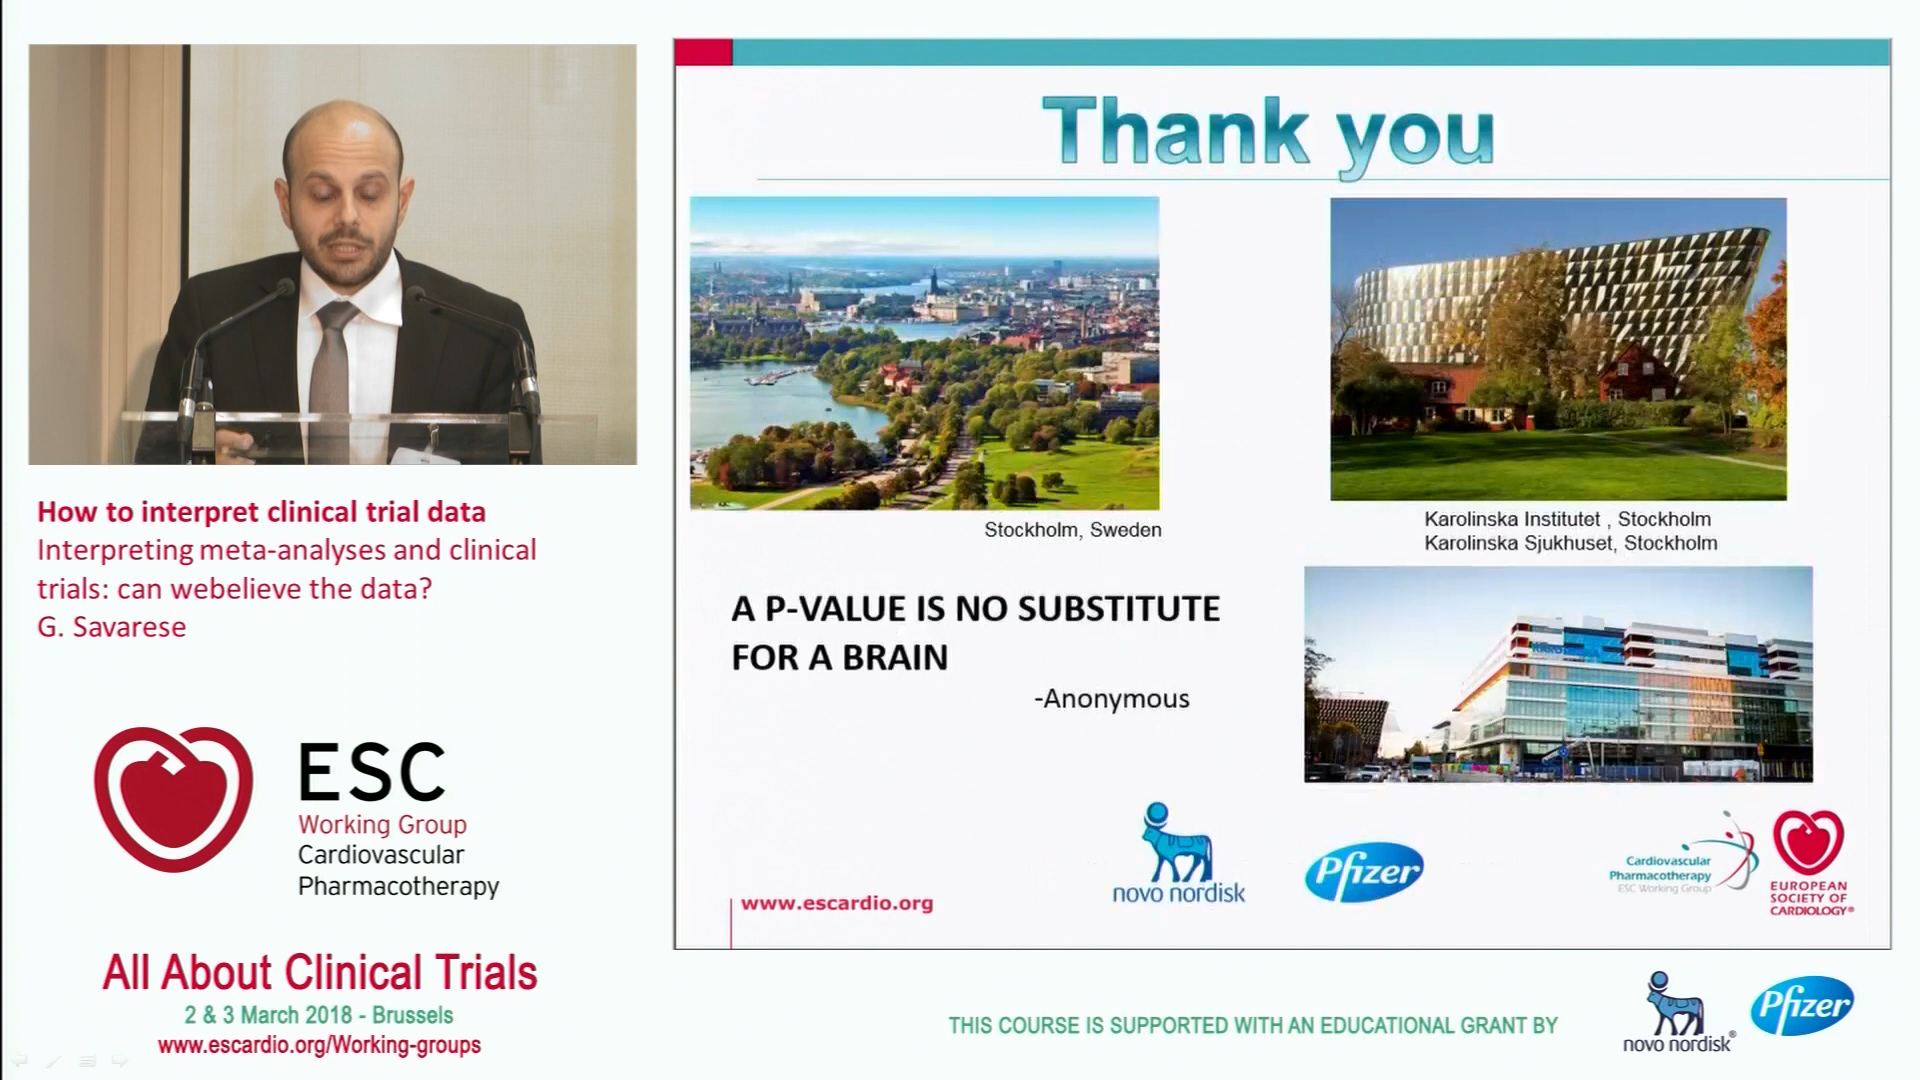 How to interpret clinical trial data
Interpreting meta-analyses and clinical
trials: can webelieve the data?
G. Savarese
ESC
Working Group
Cardiovascular
Pharmacotherapy
All About Clinical Trials
2 & 3 March 2018 - Brussels
www.escardio.org/Working-groups
Thank you
Stockholm, Sweden
Karolinska Institutet , Stockholm
Karolinska Sjukhuset, Stockholm
A P-VALUE IS NO SUBSTITUTE
FOR A BRAIN
-Anonymous
www.escardio.org
novo nordisk
Pfizer
Cardiovascular
Pharmacotherapy
ESC Working Group
EUROPEAN
SOCIETY OF
CARDIOLOGY®
THIS COURSE IS SUPPORTED WITH AN EDUCATIONAL GRANT BY
novo nordisk®
Pfizer